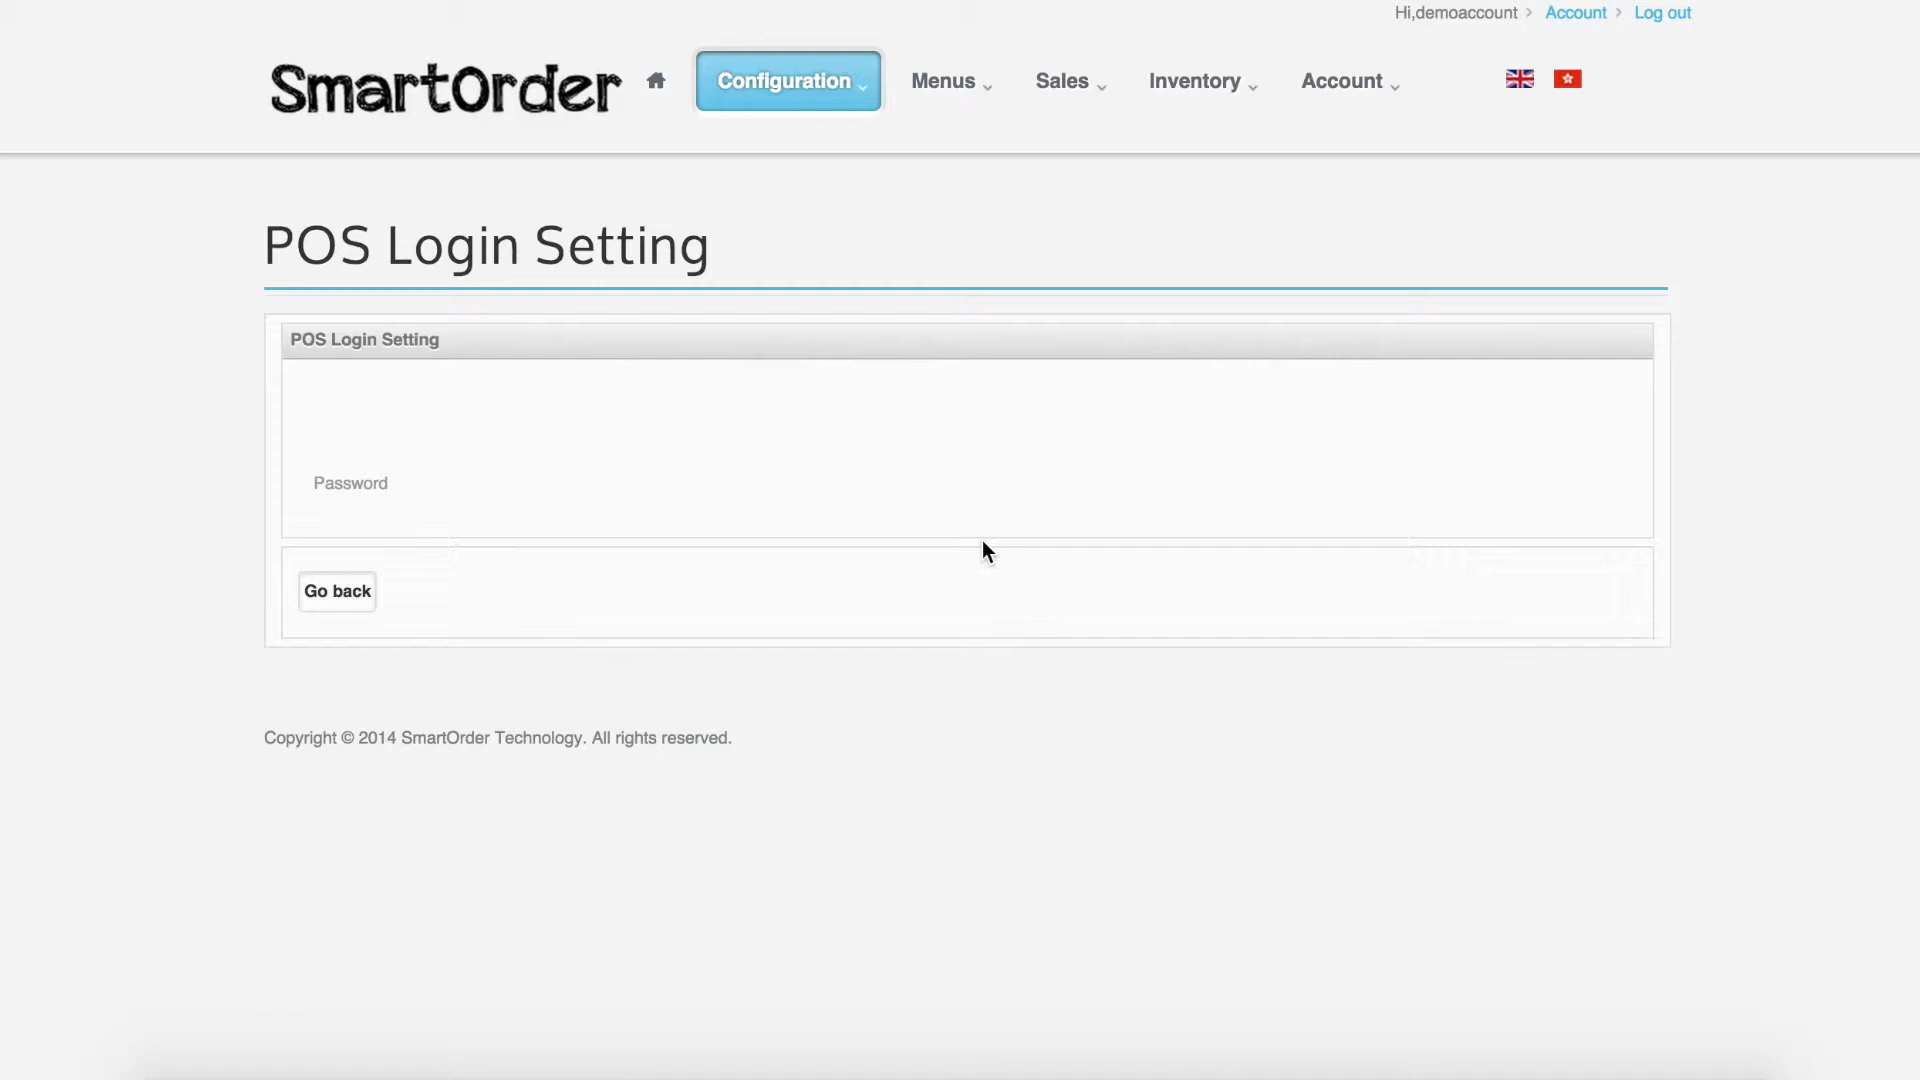 Hi,demoaccount > Account > Log out
SmartOrder Configuration Menus Sales Inventory Account
POS Login Setting
POS Login Setting
Password
Go back
Copyright © 2014 SmartOrder Technology. All rights reserved.